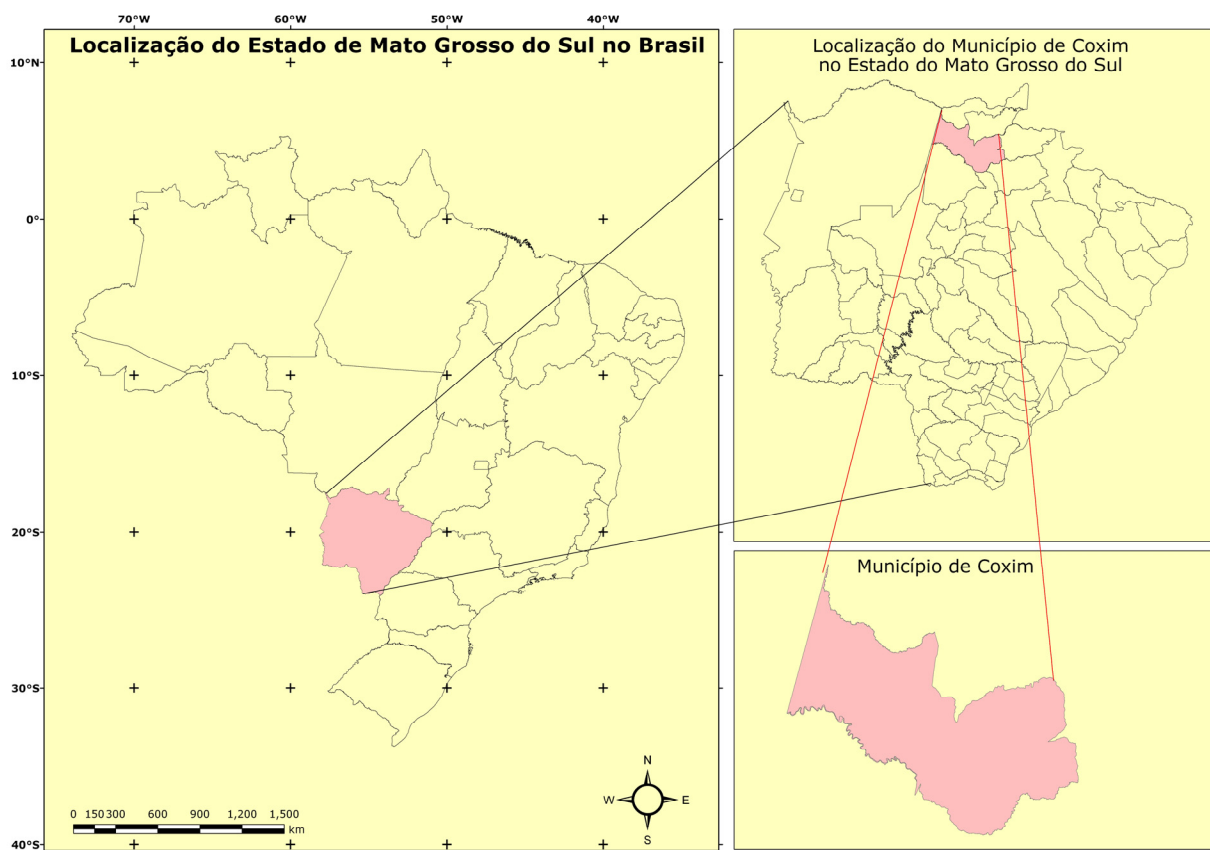 70°W 60°W 50°W 40°W
Localização do Estado de Mato Grosso do Sul no Brasil
10°N
0°
10°S
20°S
30°S
40°S
N
W E
S
0 150 300 600 900 1,200 1,500
km
Localização do Município de Coxim
no Estado do Mato Grosso do Sul
Município de Coxim